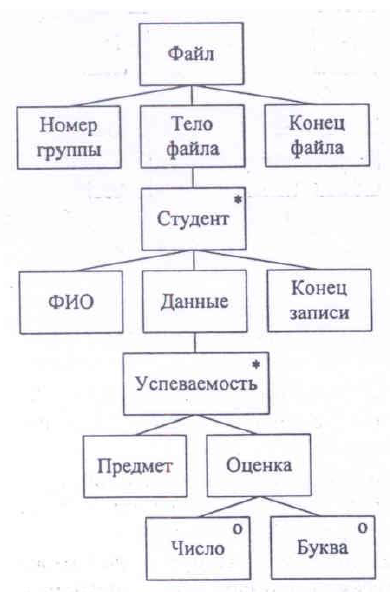 Файл
Номер
группы
Тело
файла
Конец
файла
Студент *
ФИО
Данные
Конец
записи
Успеваемость *
Предмет
Оценка
Число o
Буква o